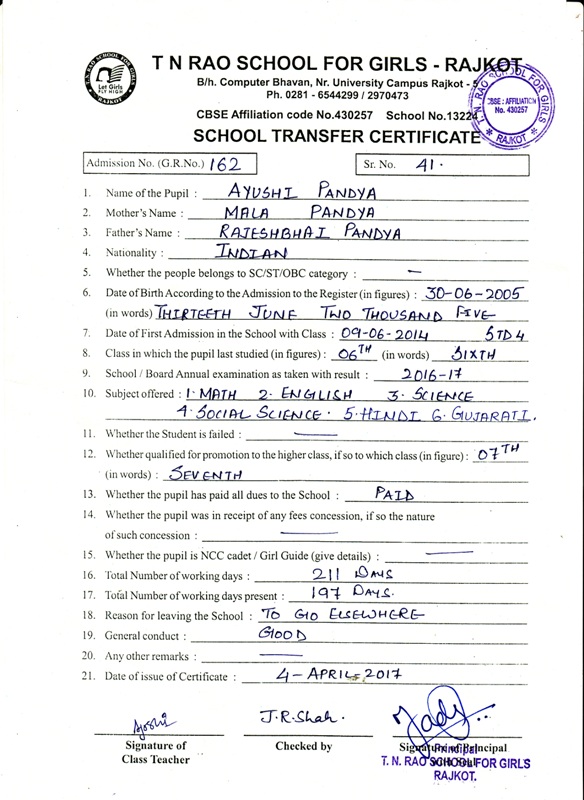 T. N. RAO SCHOOL FOR GIRLS
Let Girls
FLY HIGH
RAJKOT
T N RAO SCHOOL FOR GIRLS - RAJKOT
B/h. Computer Bhavan, Nr. University Campus Rajkot - 5
Ph. 0281 - 6544299 / 2970473
CBSE Affiliation code No.430257 School No.13224
T. N. RAO SCHOOL FOR GIRLS
CBSE : AFFILIATION
No. 430257
* RAJKOT *
SCHOOL TRANSFER CERTIFICATE
Admission No. (G.R.No.) 162 Sr. No. 41.
1. Name of the Pupil : AYUSHI PANDYA
2. Mother's Name : MALA PANDYA
3. Father's Name : RAJESHBHAI PANDYA
4. Nationality : INDIAN
5. Whether the people belongs to SC/ST/OBC category : —
6. Date of Birth According to the Admission to the Register (in figures) : 30-06-2005
(in words) THIRTEETH JUNE TWO THOUSAND FIVE
7. Date of First Admission in the School with Class : 09-06-2014 STD 4
8. Class in which the pupil last studied (in figures) : 06TH (in words) SIXTH
9. School / Board Annual examination as taken with result : 2016-17
10. Subject offered : 1. MATH 2. ENGLISH 3. SCIENCE
4. SOCIAL SCIENCE. 5. HINDI 6. GUJARATI.
11. Whether the Student is failed : —
12. Whether qualified for promotion to the higher class, if so to which class (in figure) : 07TH
(in words) : SEVENTH
13. Whether the pupil has paid all dues to the School : PAID
14. Whether the pupil was in receipt of any fees concession, if so the nature
of such concession : —
15. Whether the pupil is NCC cadet / Girl Guide (give details) : —
16. Total Number of working days : 211 DAYS
17. Total Number of working days present : 197 DAYS.
18. Reason for leaving the School : TO GO ELSEWHERE
19. General conduct : GOOD
20. Any other remarks : —
21. Date of issue of Certificate : 4-APRIL, 2017
J.R.Shah.
Signature of Checked by Signature of Principal
Class Teacher
Principal
T. N. RAO SCHOOL FOR GIRLS
RAJKOT.